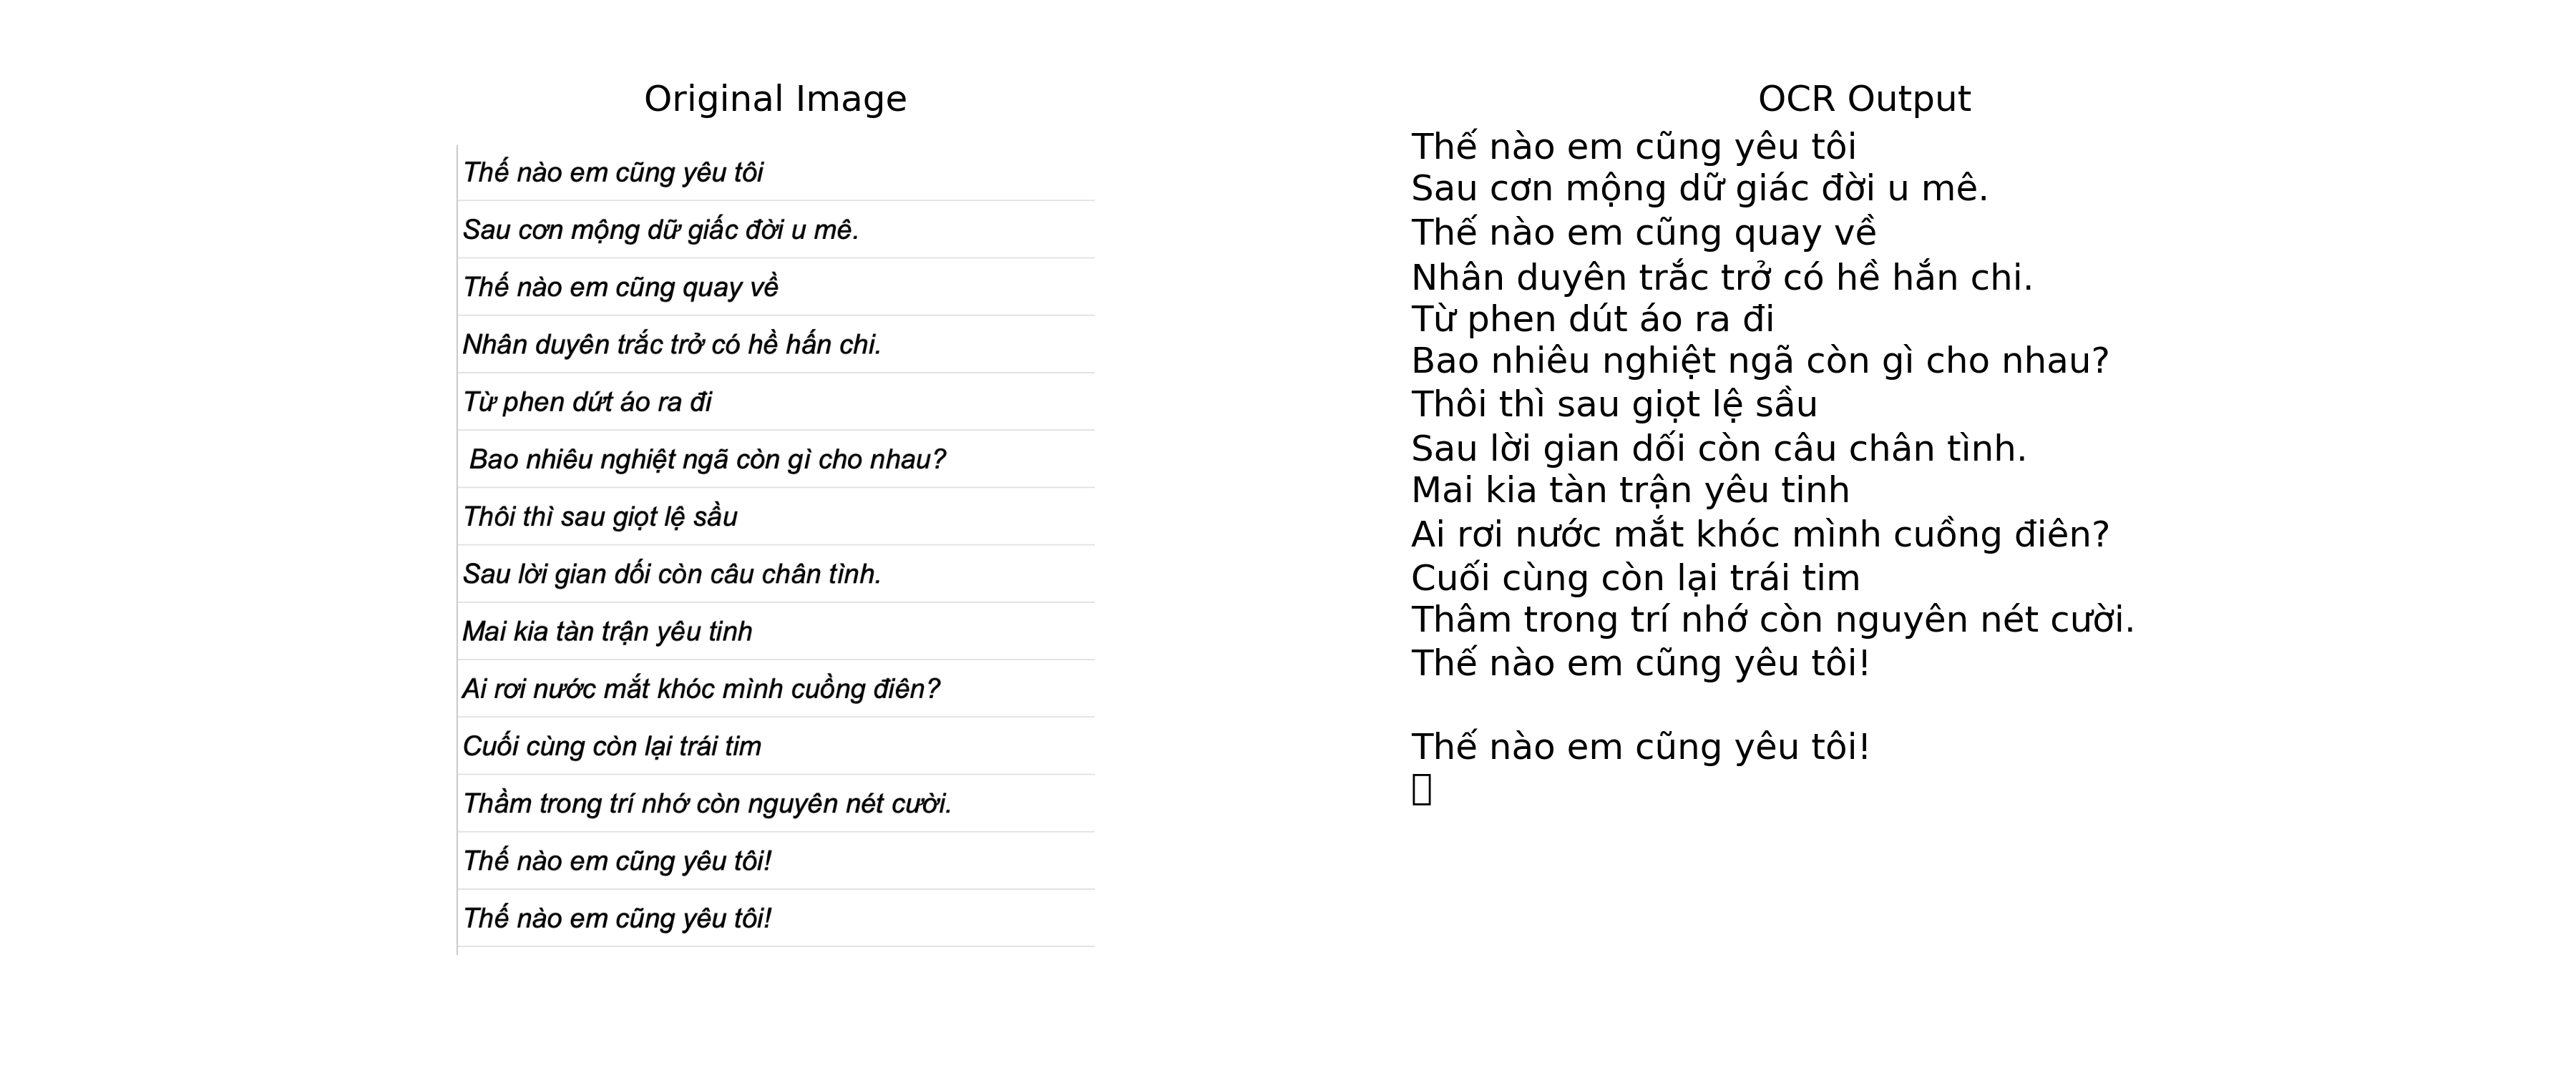 Original Image
Thế nào em cũng yêu tôi
Sau cơn mộng dữ giấc đời u mê.
Thế nào em cũng quay về
Nhân duyên trắc trở có hề hấn chi.
Từ phen dứt áo ra đi
Bao nhiêu nghiệt ngã còn gì cho nhau?
Thôi thì sau giọt lệ sầu
Sau lời gian dối còn câu chân tình.
Mai kia tàn trận yêu tinh
Ai rơi nước mắt khóc mình cuồng điên?
Cuối cùng còn lại trái tim
Thầm trong trí nhớ còn nguyên nét cười.
Thế nào em cũng yêu tôi!
Thế nào em cũng yêu tôi!
OCR Output
Thế nào em cũng yêu tôi
Sau cơn mộng dữ giác đời u mê.
Thế nào em cũng quay về
Nhân duyên trắc trở có hề hắn chi.
Từ phen dút áo ra đi
Bao nhiêu nghiệt ngã còn gì cho nhau?
Thôi thì sau giọt lệ sầu
Sau lời gian dối còn câu chân tình.
Mai kia tàn trận yêu tinh
Ai rơi nước mắt khóc mình cuồng điên?
Cuối cùng còn lại trái tim
Thâm trong trí nhớ còn nguyên nét cười.
Thế nào em cũng yêu tôi!
Thế nào em cũng yêu tôi!